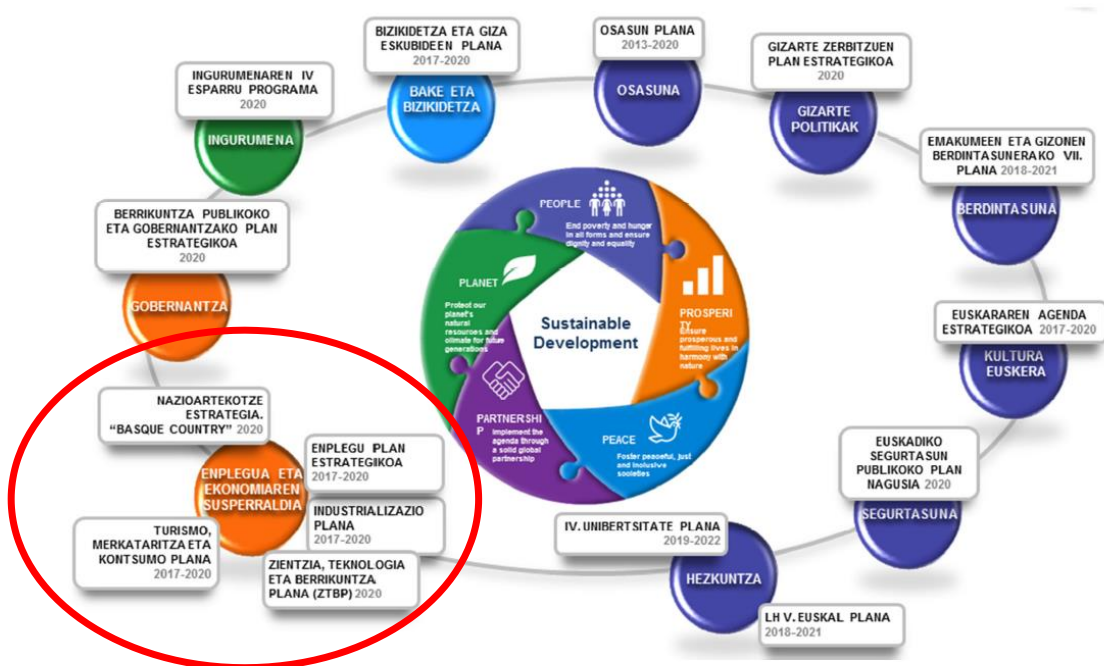 BIZIKIDETZA ETA GIZA
ESKUBIDEEN PLANA
2017-2020
BAKE ETA
BIZIKIDETZA
OSASUN PLANA
2013-2020
OSASUNA
GIZARTE ZERBITZUEN
PLAN ESTRATEGIKOA
2020
GIZARTE
POLITIKAK
INGURUMENAREN IV
ESPARRU PROGRAMA
2020
INGURUMENA
EMAKUMEEN ETA GIZONEN
BERDINTASUNERAKO VII.
PLANA 2018-2021
BERDINTASUNA
BERRIKUNTZA PUBLIKOKO
ETA GOBERNANTZAKO PLAN
ESTRATEGIKOA
2020
GOBERNANTZA
PEOPLE
End poverty and hunger
in all forms and ensure
dignity and equality
PLANET
Protect our
planet's
natural
resources and
climate for future
generations
PROSPERI
TY
Ensure
prosperous and
fulfilling lives in
harmony with
nature
Sustainable
Development
PARTNERSHI
P
Implement the
agenda through
a solid global
partnership
PEACE
Foster peaceful, just
and inclusive
societies
EUSKARAREN AGENDA
ESTRATEGIKOA 2017-2020
KULTURA
EUSKERA
NAZIOARTEKOTZE
ESTRATEGIA.
“BASQUE COUNTRY” 2020
ENPLEGU PLAN
ESTRATEGIKOA
2017-2020
ENPLEGUA ETA
EKONOMIAREN
SUSPERRALDIA
INDUSTRIALIZAZIO
PLANA
2017-2020
TURISMO,
MERKATARITZA ETA
KONTSUMO PLANA
2017-2020
ZIENTZIA, TEKNOLOGIA
ETA BERRIKUNTZA
PLANA (ZTBP) 2020
EUSKADIKO
SEGURTASUN
PUBLIKOKO PLAN
NAGUSIA 2020
SEGURTASUNA
IV. UNIBERTSITATE PLANA
2019-2022
HEZKUNTZA
LH V. EUSKAL PLANA
2018-2021